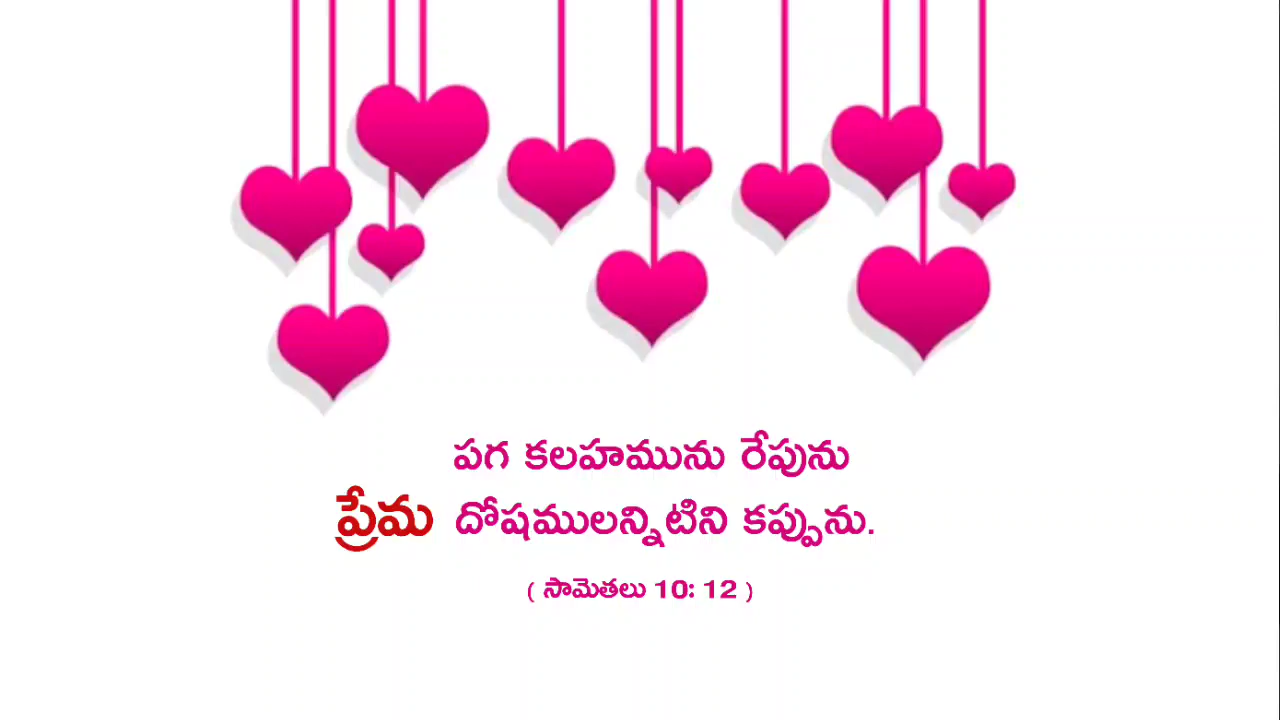 పగ కలహమును రేపును
ప్రేమ దోషములన్నిటిని కప్పును.
( సామెతలు 10: 12 )